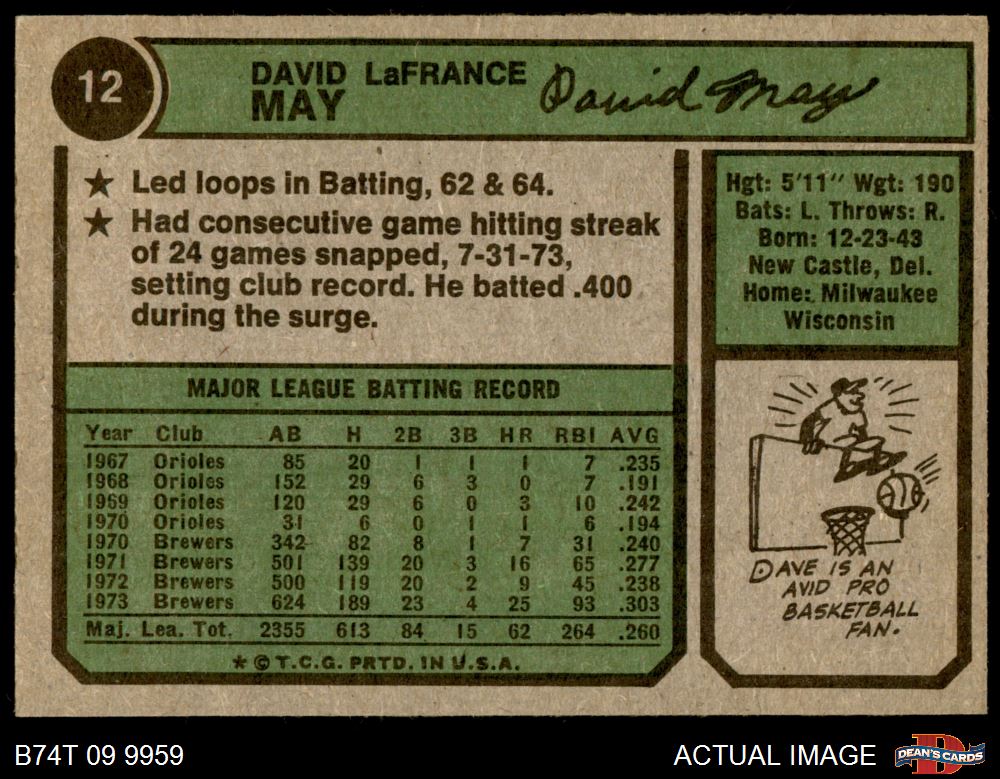 12
DAVID LaFRANCE
MAY
David May
★ Led loops in Batting, 62 & 64.
★ Had consecutive game hitting streak
of 24 games snapped, 7-31-73,
setting club record. He batted .400
during the surge.
Hgt: 5'11" Wgt: 190
Bats: L. Throws: R.
Born: 12-23-43
New Castle, Del.
Home: Milwaukee
Wisconsin
MAJOR LEAGUE BATTING RECORD
Year Club AB H 2B 3B HR RBI AVG
1967 Orioles 85 20 1 1 1 7 .235
1968 Orioles 152 29 6 3 0 7 .191
1969 Orioles 120 29 6 0 3 10 .242
1970 Orioles 31 6 0 1 1 6 .194
1970 Brewers 342 82 8 1 7 31 .240
1971 Brewers 501 139 20 3 16 65 .277
1972 Brewers 500 119 20 2 9 45 .238
1973 Brewers 624 189 23 4 25 93 .303
Maj. Lea. Tot. 2355 613 84 15 62 264 .260
★ © T.C.G. PRTD. IN U.S.A.
DAVE IS AN
AVID PRO
BASKETBALL
FAN.
B74T 09 9959
ACTUAL IMAGE
DEAN'S CARDS